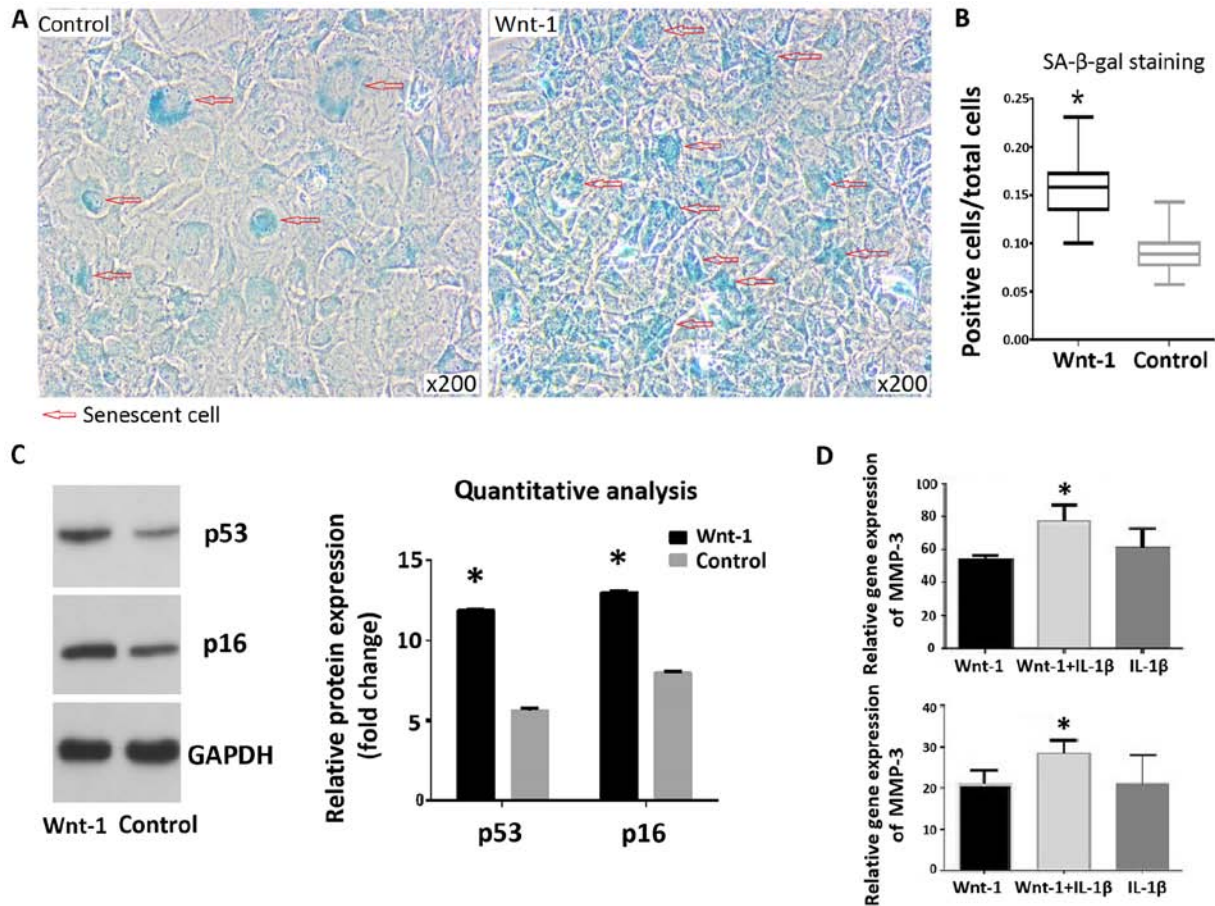 A
Control
Wnt-1
x200
x200
Senescent cell
B
SA-β-gal staining
Positive cells/total cells
0.25
0.20
0.15
0.10
0.05
0.00
*
Wnt-1
Control
C
p53
p16
GAPDH
Wnt-1 Control
Quantitative analysis
Relative protein expression
(fold change)
15
10
5
0
*
*
Wnt-1
Control
p53
p16
D
Relative gene expression
of MMP-3
100
80
60
40
20
0
*
Wnt-1
Wnt-1+IL-1β
IL-1β
Relative gene expression
of MMP-3
40
30
20
10
0
*
Wnt-1
Wnt-1+IL-1β
IL-1β